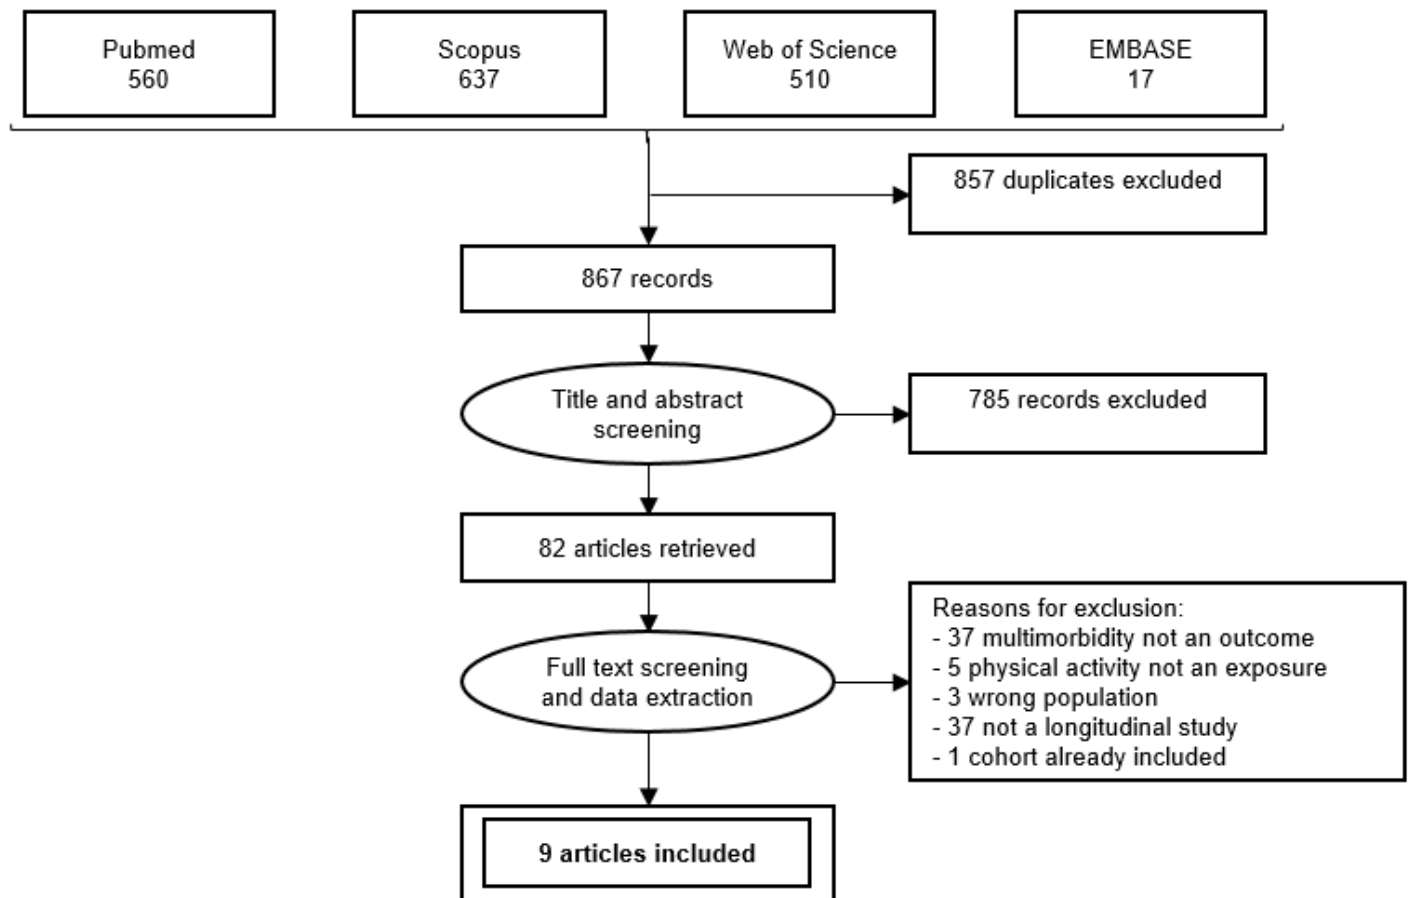 Pubmed
560
Scopus
637
Web of Science
510
EMBASE
17
857 duplicates excluded
867 records
Title and abstract
screening
785 records excluded
82 articles retrieved
Full text screening
and data extraction
Reasons for exclusion:
- 37 multimorbidity not an outcome
- 5 physical activity not an exposure
- 3 wrong population
- 37 not a longitudinal study
- 1 cohort already included
9 articles included